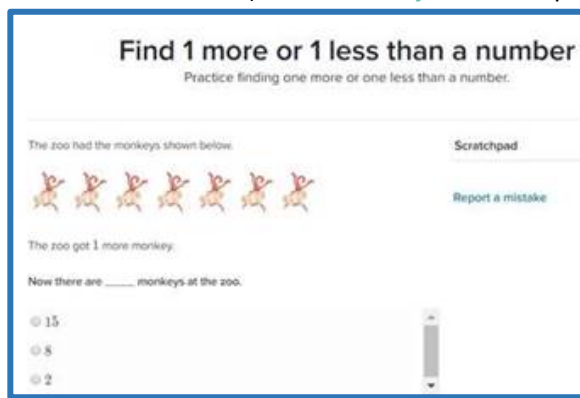 Find 1 more or 1 less than a number
Practice finding one more or one less than a number.
The zoo had the monkeys shown below.
Scratchpad
Report a mistake
The zoo got 1 more monkey.
Now there are _____ monkeys at the zoo.
15
8
2